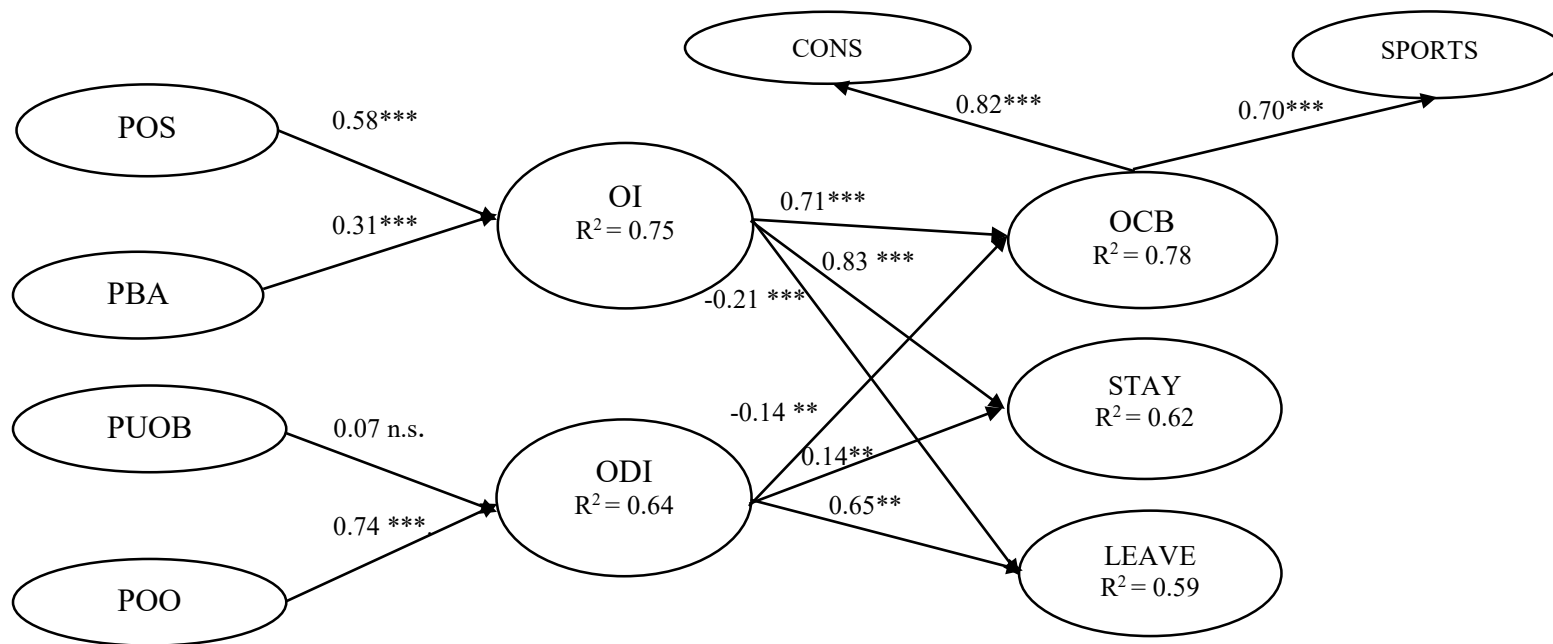 CONS
SPORTS
0.82***
0.70***
POS
0.58***
OI
R² = 0.75
0.71***
OCB
R² = 0.78
0.31***
0.83 ***
PBA
-0.21 ***
STAY
R² = 0.62
PUOB
0.07 n.s.
-0.14 **
ODI
R² = 0.64
0.14**
0.74 ***.
0.65**
LEAVE
R² = 0.59
POO